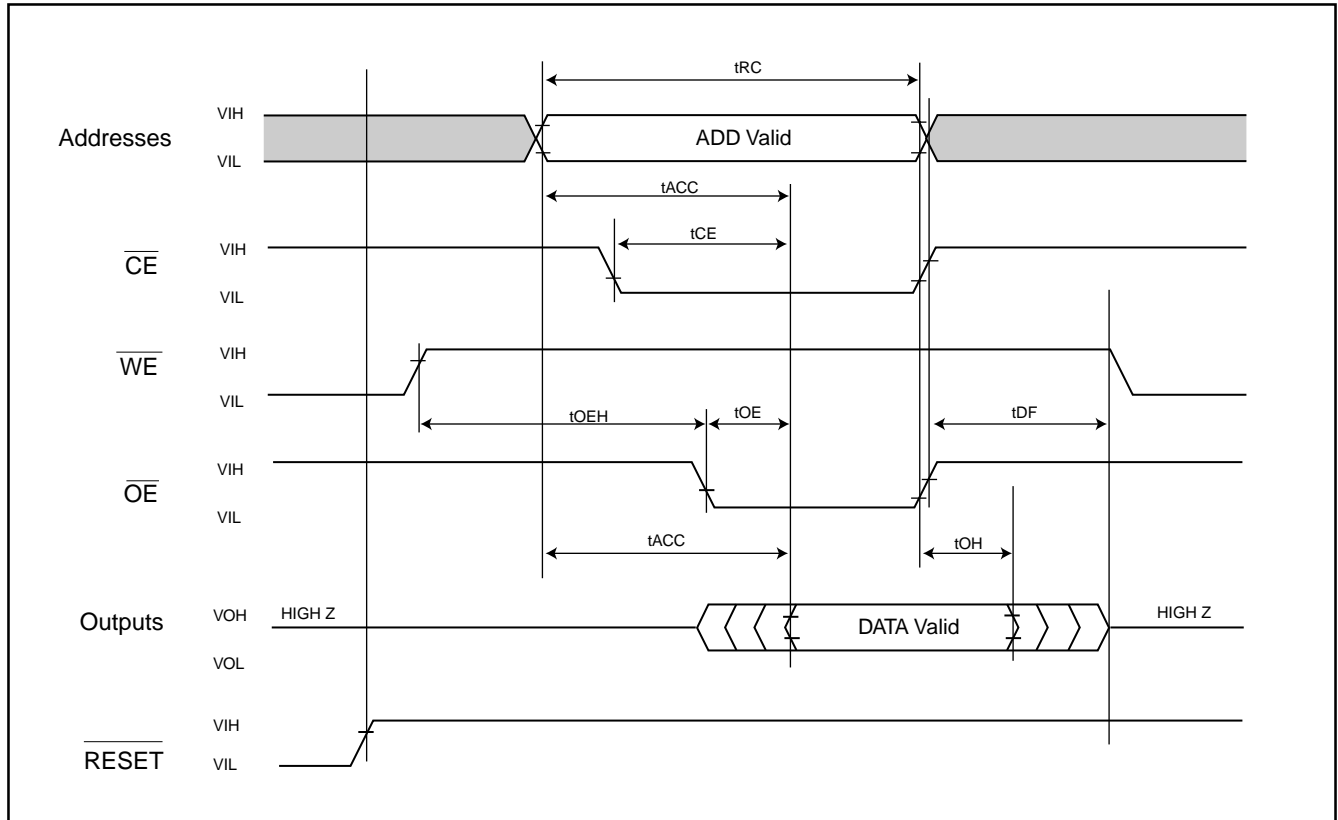 tRC
Addresses
VIH
VIL
ADD Valid
tACC
CE
VIH
VIL
tCE
WE
VIH
VIL
tOEH
tOE
tDF
OE
VIH
VIL
tACC
tOH
Outputs
VOH
VOL
HIGH Z
DATA Valid
HIGH Z
RESET
VIH
VIL